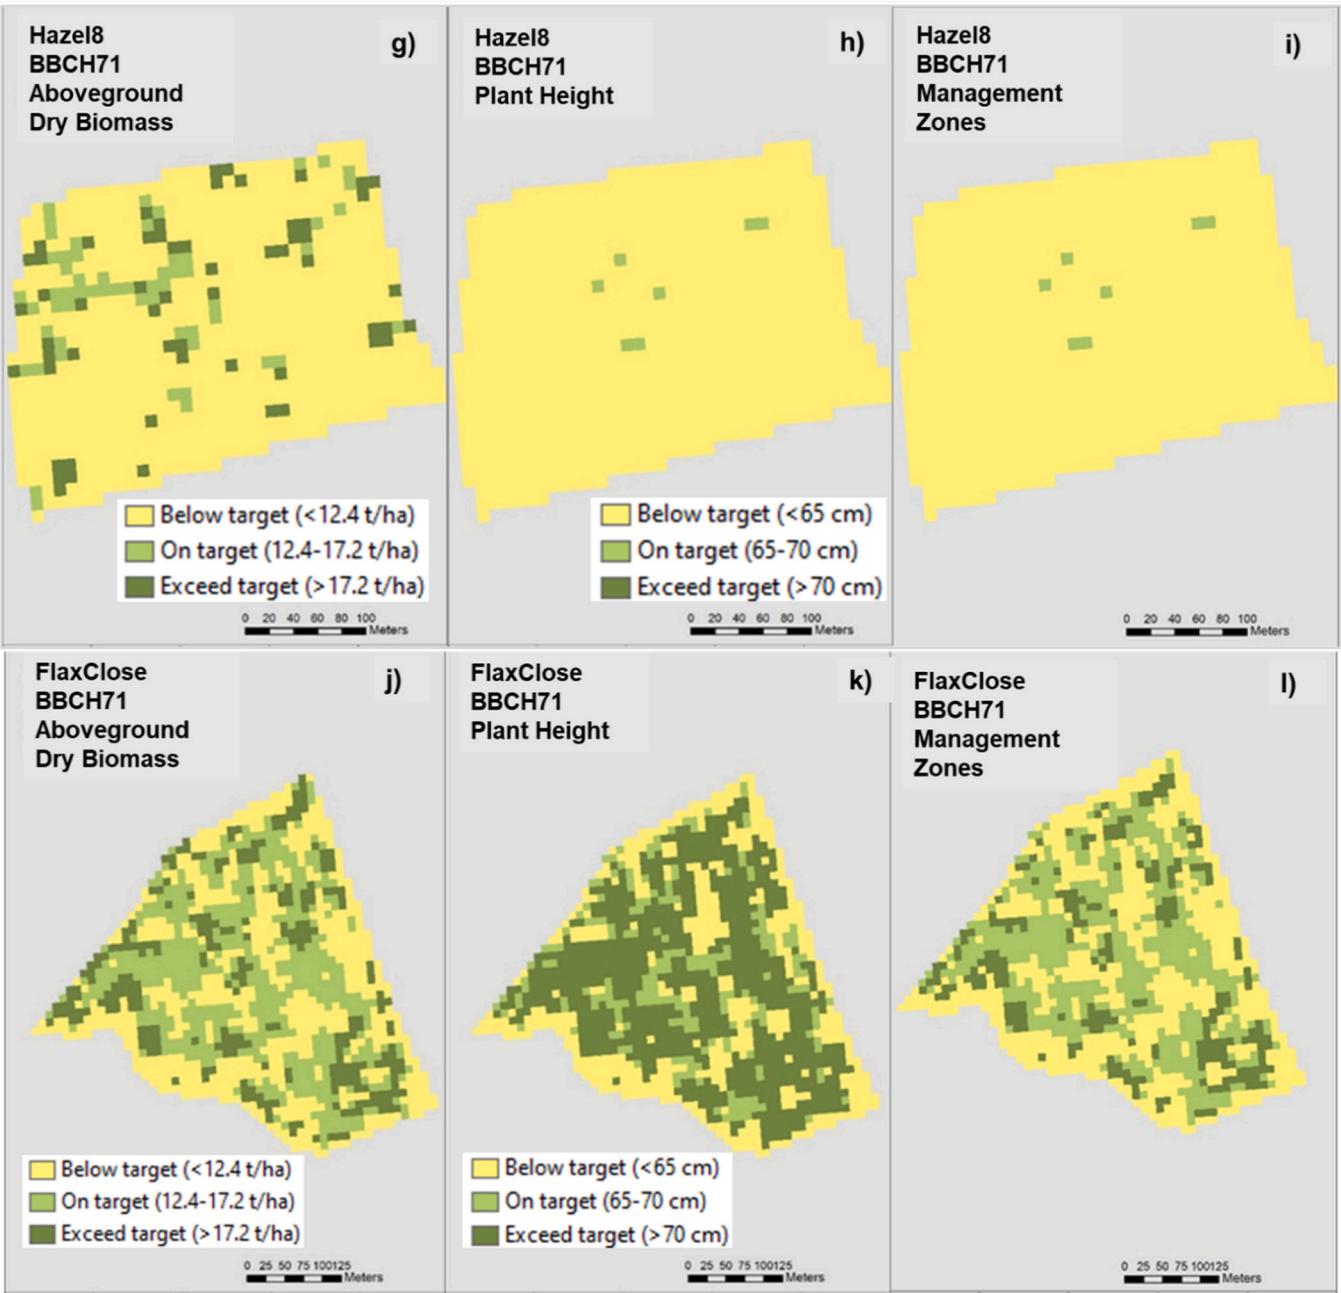 Hazel8
BBCH71
Aboveground
Dry Biomass
g)
Below target (<12.4 t/ha)
On target (12.4-17.2 t/ha)
Exceed target (>17.2 t/ha)
0 20 40 60 80 100
Meters
Hazel8
BBCH71
Plant Height
h)
Below target (<65 cm)
On target (65-70 cm)
Exceed target (>70 cm)
0 20 40 60 80 100
Meters
Hazel8
BBCH71
Management
Zones
i)
0 20 40 60 80 100
Meters
FlaxClose
BBCH71
Aboveground
Dry Biomass
j)
Below target (<12.4 t/ha)
On target (12.4-17.2 t/ha)
Exceed target (>17.2 t/ha)
0 25 50 75 100125
Meters
FlaxClose
BBCH71
Plant Height
k)
Below target (<65 cm)
On target (65-70 cm)
Exceed target (>70 cm)
0 25 50 75 100125
Meters
FlaxClose
BBCH71
Management
Zones
l)
0 25 50 75 100125
Meters